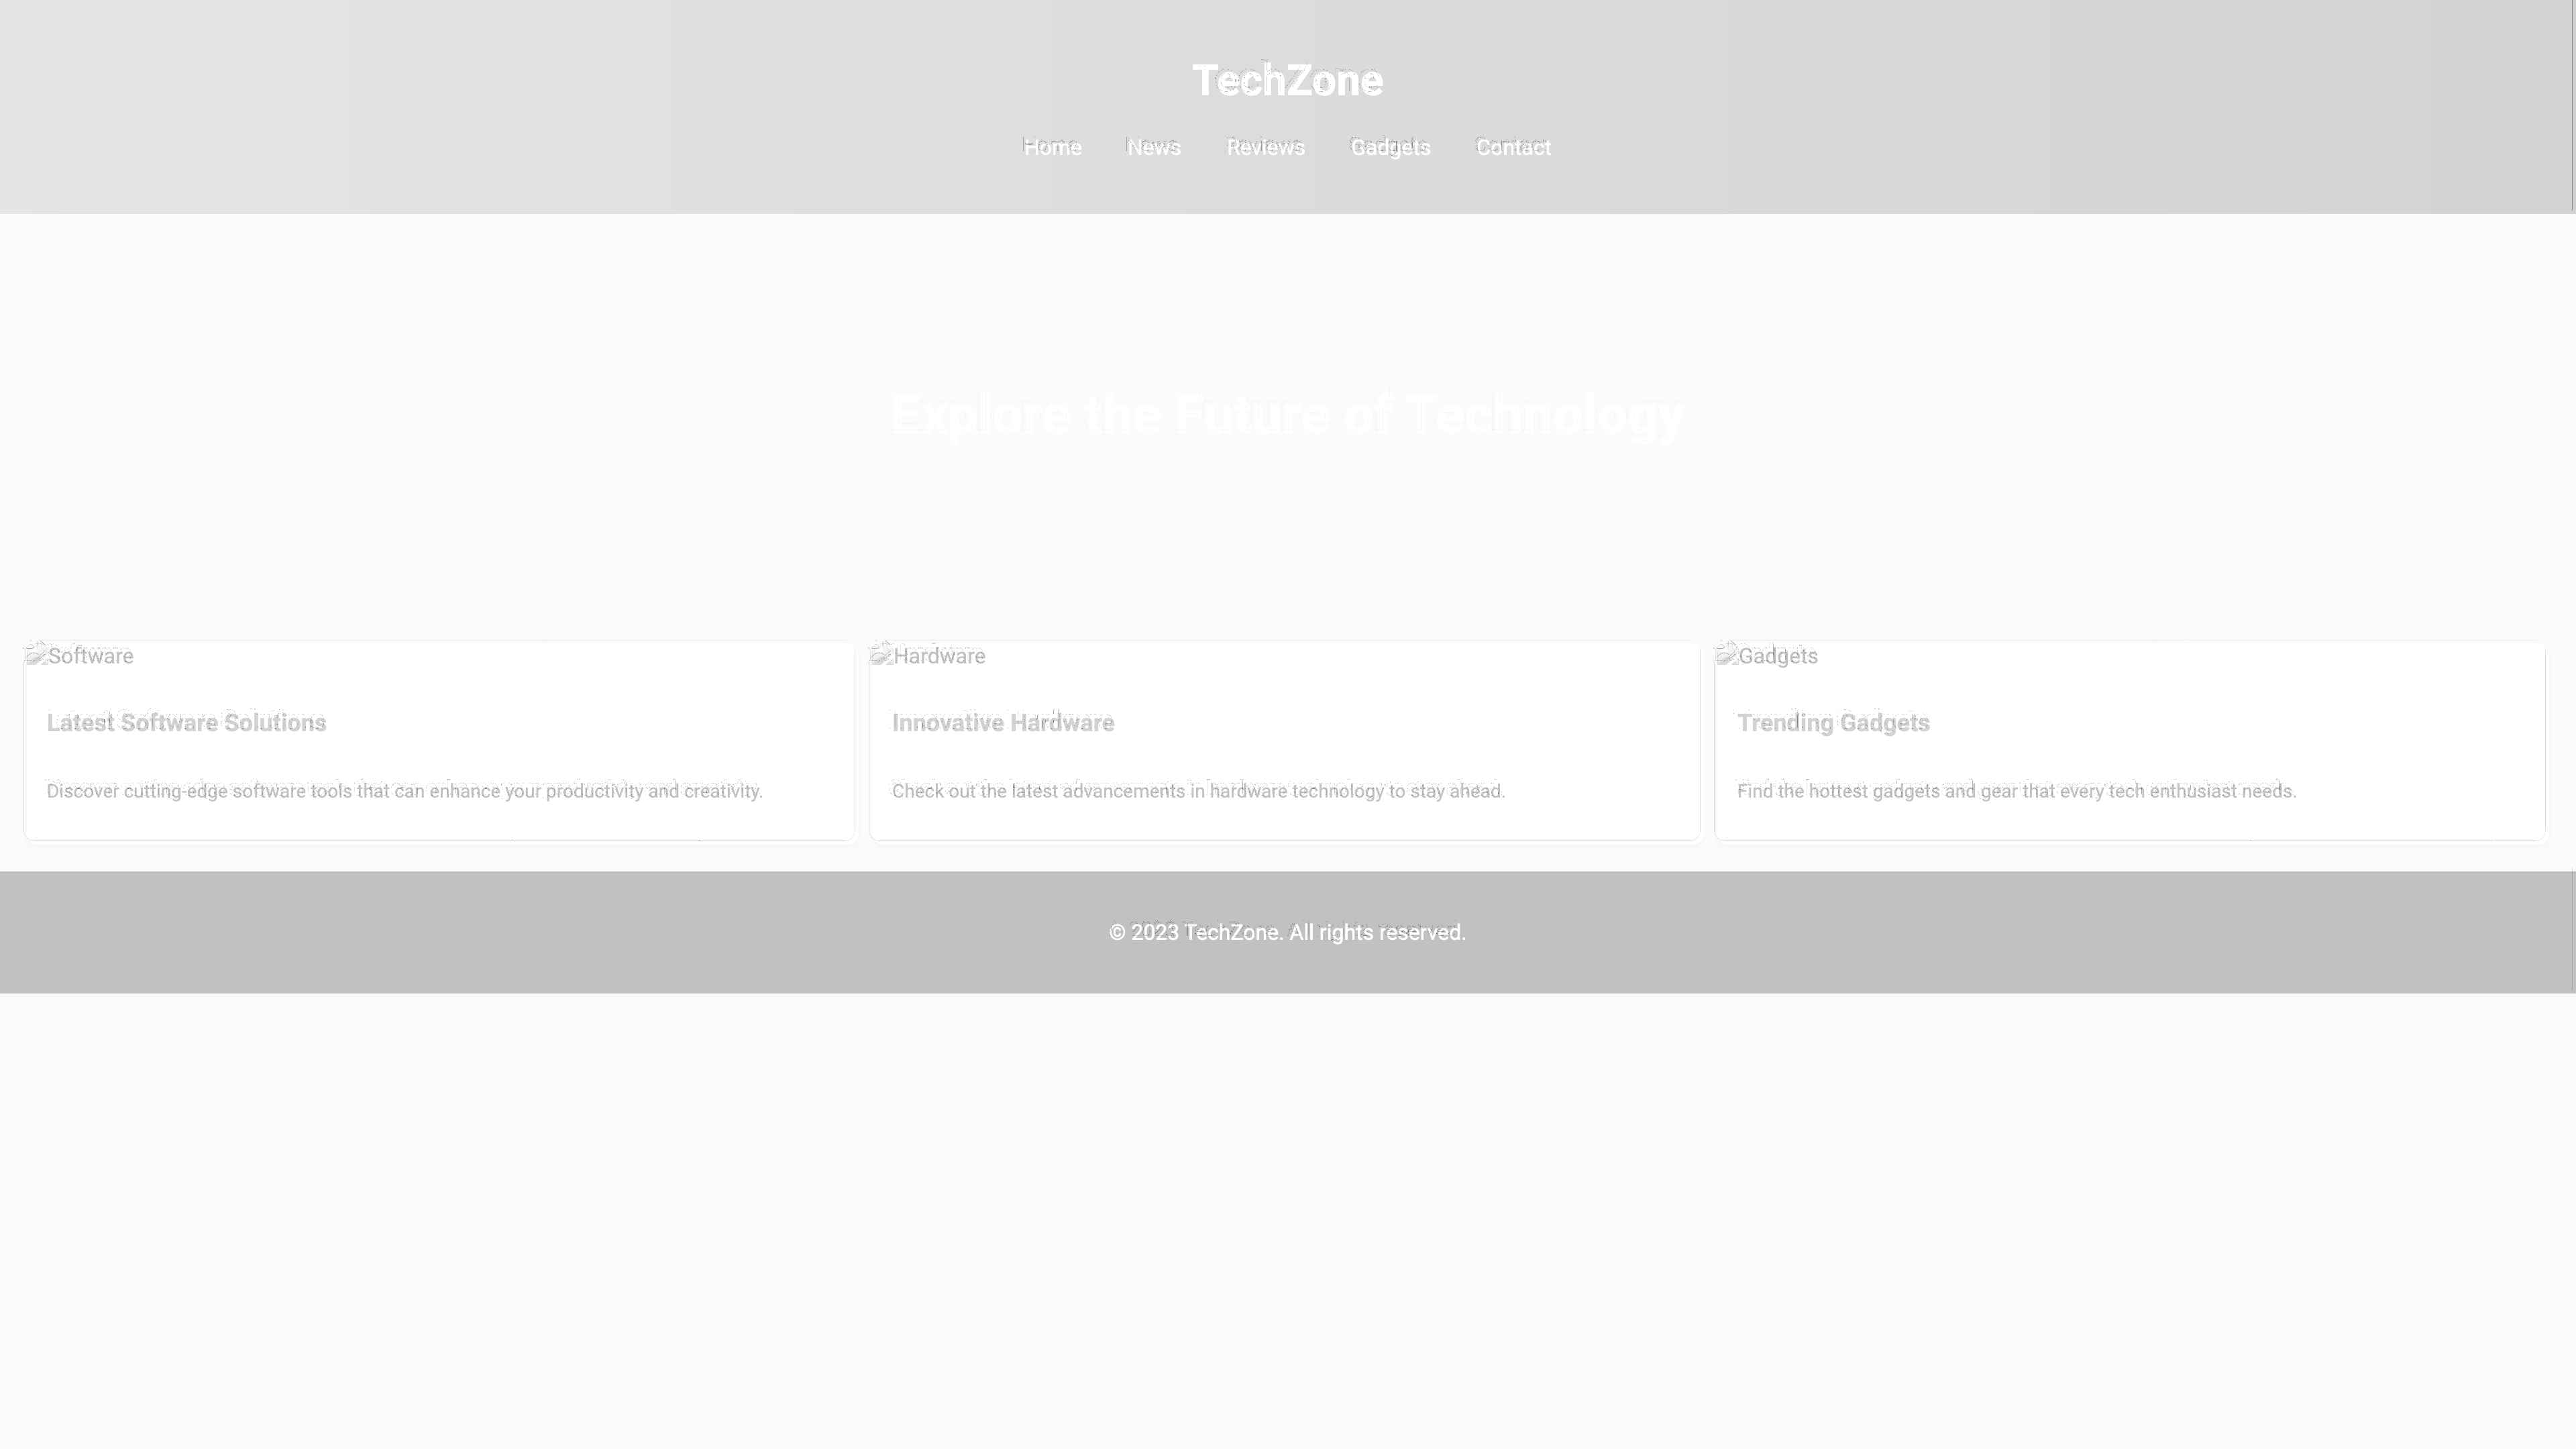 TechZone
Home News Reviews Gadgets Contact
Explore the Future of Technology
Software
Latest Software Solutions
Discover cutting-edge software tools that can enhance your productivity and creativity.
Hardware
Innovative Hardware
Check out the latest advancements in hardware technology to stay ahead.
Gadgets
Trending Gadgets
Find the hottest gadgets and gear that every tech enthusiast needs.
© 2023 TechZone. All rights reserved.